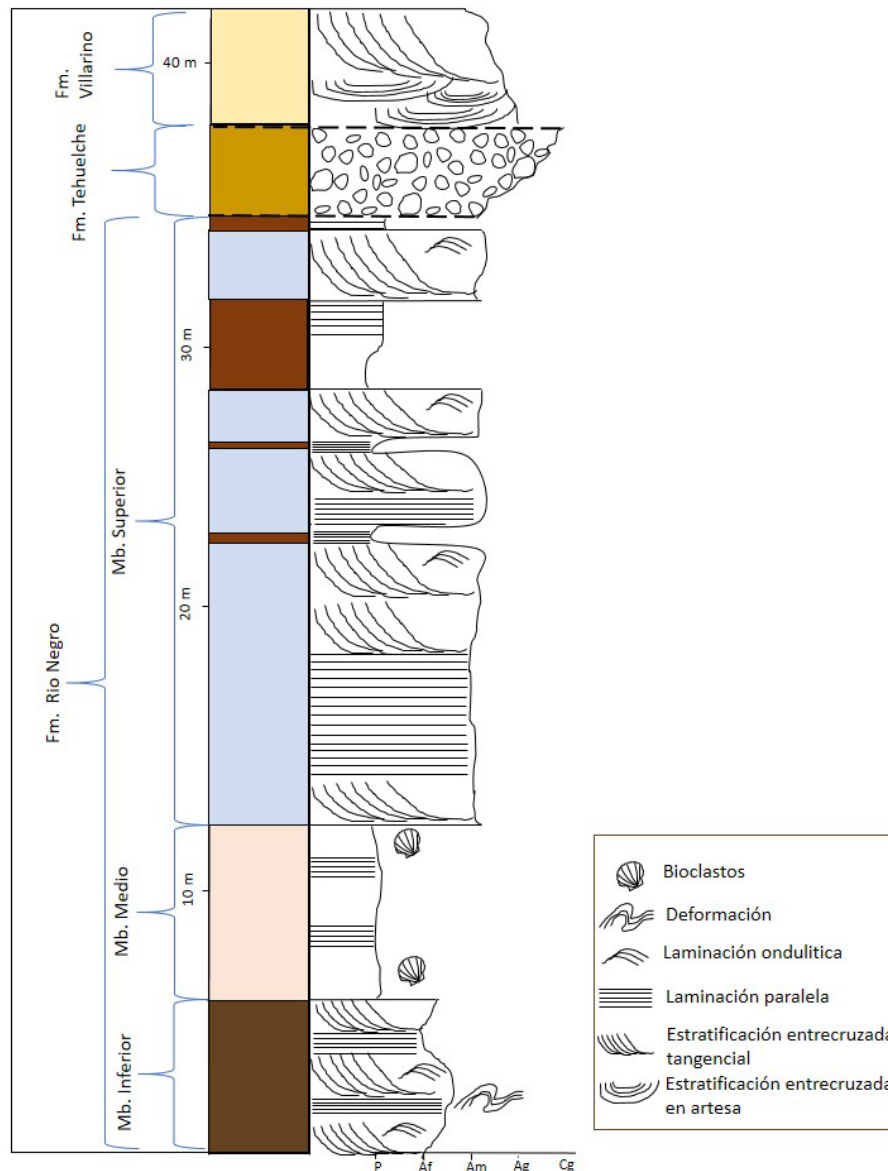 Fm.
Villarino
40 m
Fm. Tehuelche
30 m
Mb. Superior
20 m
Fm. Rio Negro
10 m
Mb. Medio
Mb. Inferior
P Af Am Ag Cg
Bioclastos
Deformación
Laminación ondulitica
Laminación paralela
Estratificación entrecruzada
tangencial
Estratificación entrecruzada
en artesa